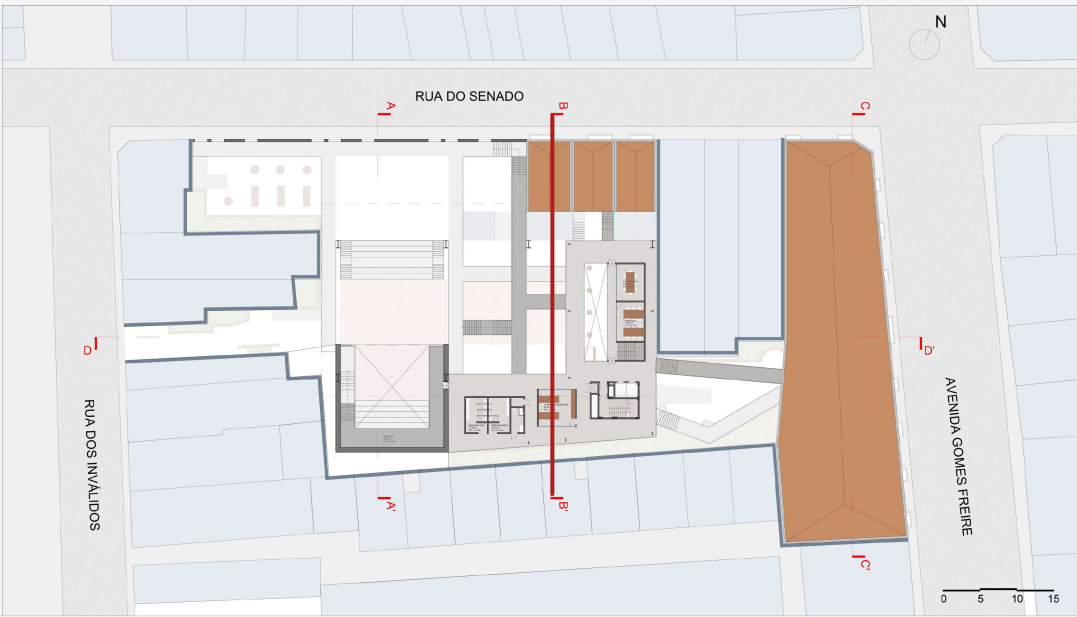 N
RUA DO SENADO
A
B
C
D
D'
RUA DOS INVÁLIDOS
AVENIDA GOMES FREIRE
A'
B'
C'
0 5 10 15